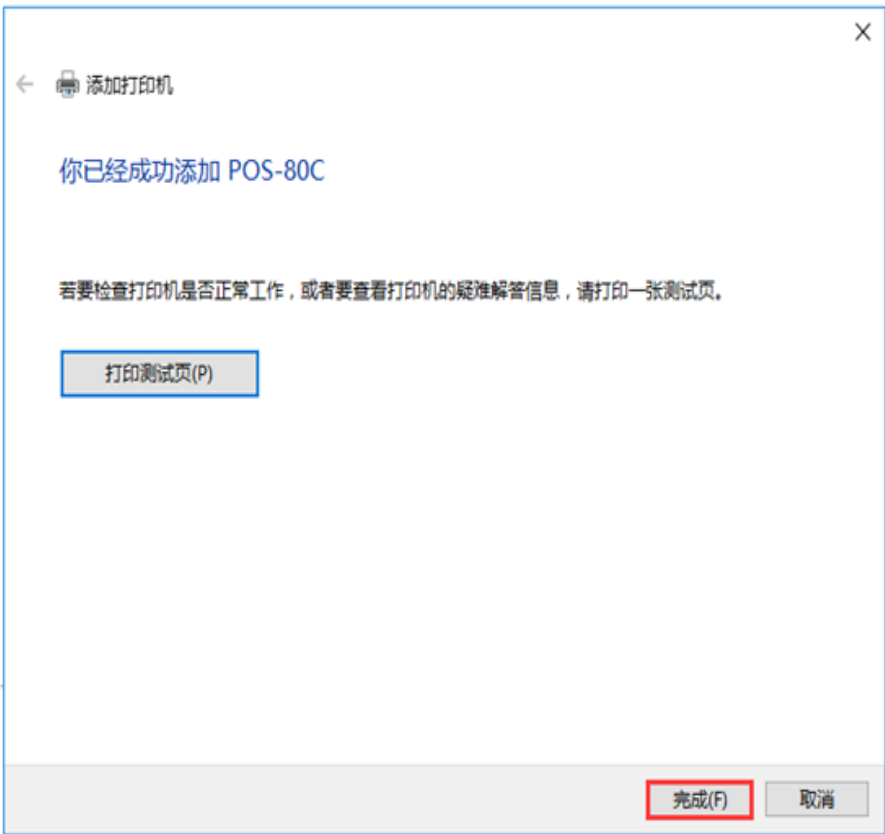 添加打印机
你已经成功添加 POS-80C
若要检查打印机是否正常工作，或者要查看打印机的疑难解答信息，请打印一张测试页。
打印测试页(P)
完成(F)
取消